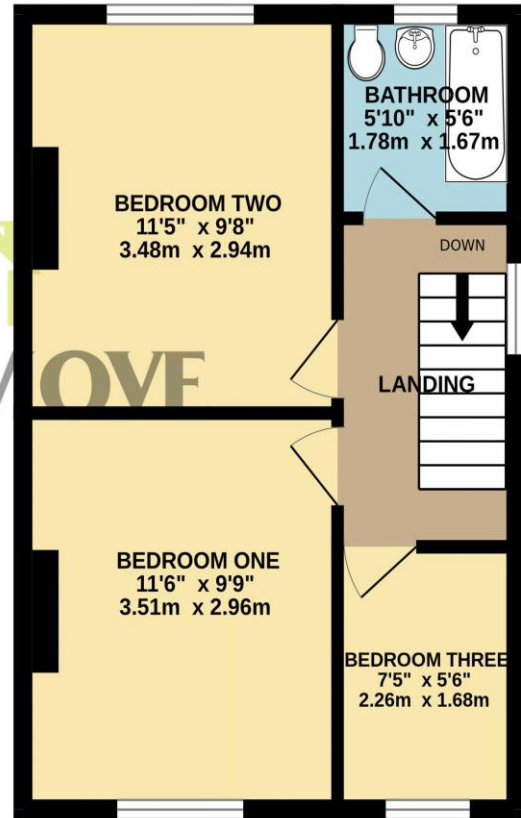 BATHROOM
5'10" x 5'6"
1.78m x 1.67m
BEDROOM TWO
11'5" x 9'8"
3.48m x 2.94m
DOWN
LANDING
BEDROOM ONE
11'6" x 9'9"
3.51m x 2.96m
BEDROOM THREE
7'5" x 5'6"
2.26m x 1.68m